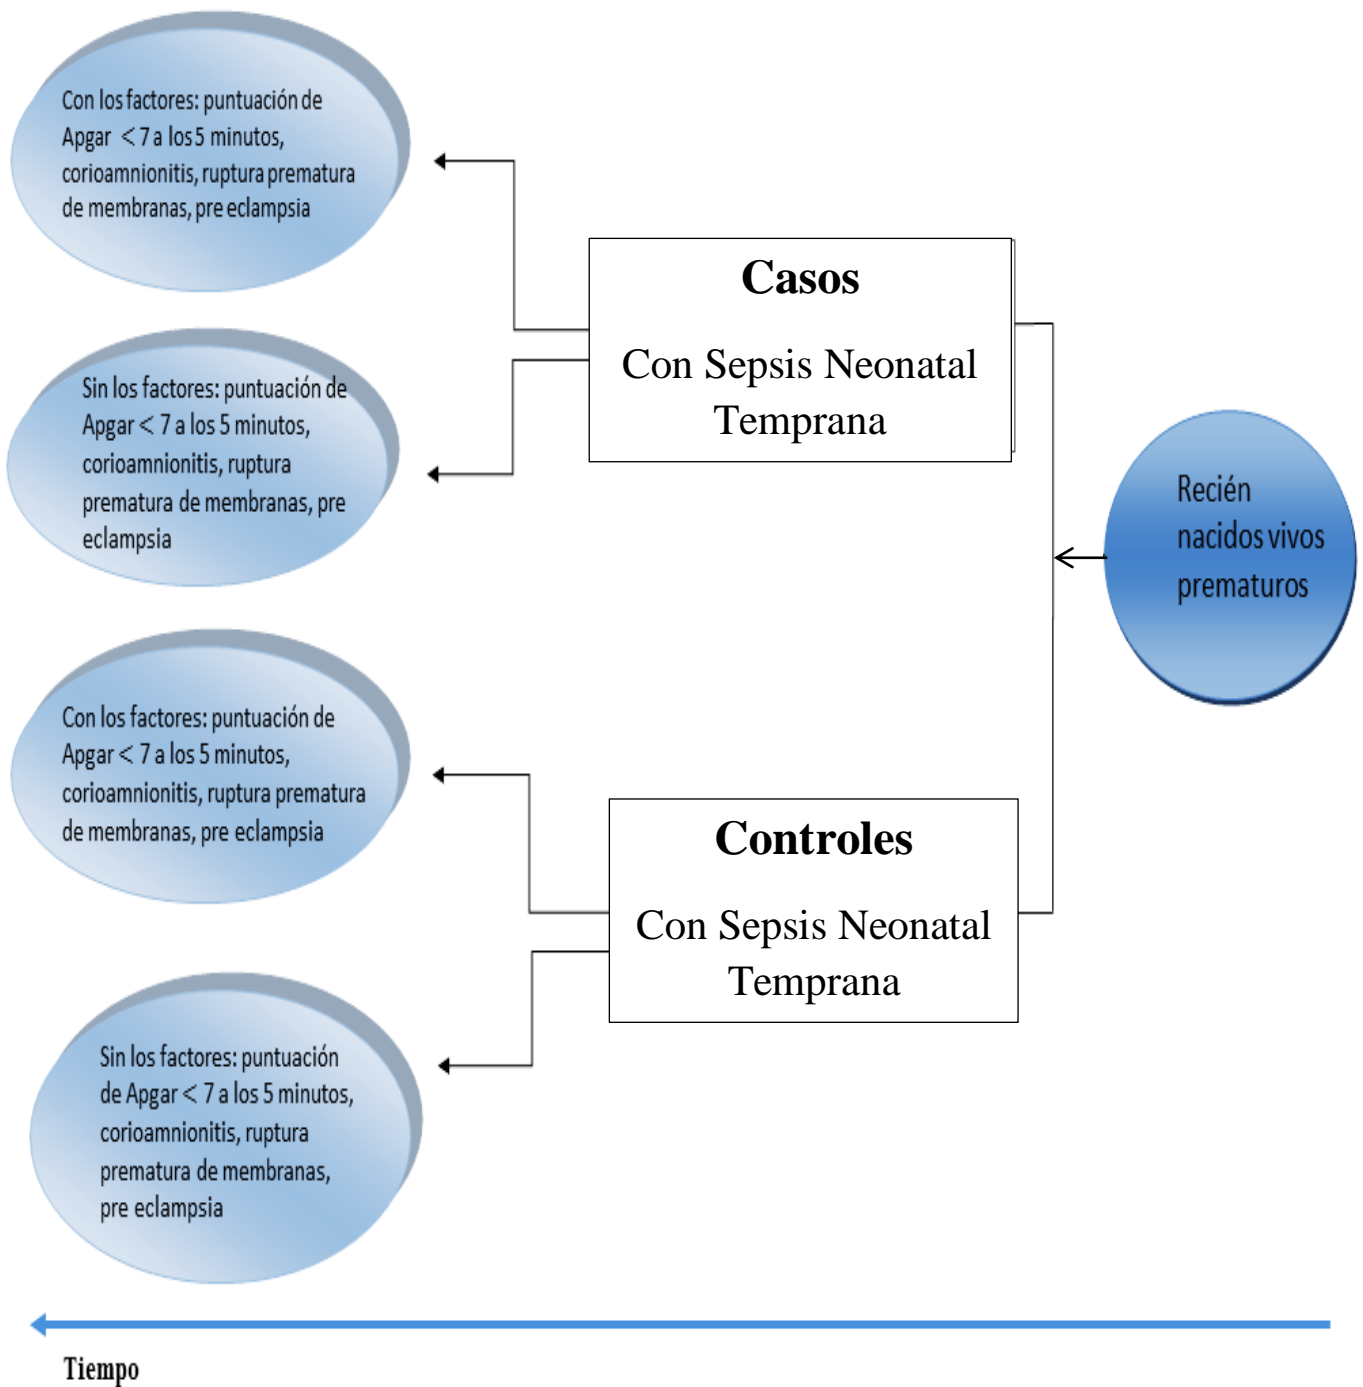 Con los factores: puntuación de
Apgar < 7 a los 5 minutos,
corioamnionitis, ruptura prematura
de membranas, pre eclampsia
Casos
Con Sepsis Neonatal
Temprana
Sin los factores: puntuación de
Apgar < 7 a los 5 minutos,
corioamnionitis, ruptura
prematura de membranas, pre
eclampsia
Recién
nacidos vivos
prematuros
Con los factores: puntuación de
Apgar < 7 a los 5 minutos,
corioamnionitis, ruptura prematura
de membranas, pre eclampsia
Controles
Con Sepsis Neonatal
Temprana
Sin los factores: puntuación
de Apgar < 7 a los 5 minutos,
corioamnionitis, ruptura
prematura de membranas,
pre eclampsia
Tiempo